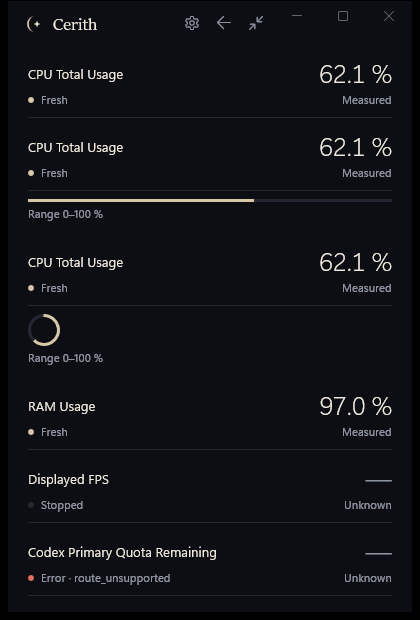 Cerith
CPU Total Usage 62.1 %
Fresh Measured
CPU Total Usage 62.1 %
Fresh Measured
Range 0–100 %
CPU Total Usage 62.1 %
Fresh Measured
Range 0–100 %
RAM Usage 97.0 %
Fresh Measured
Displayed FPS —
Stopped Unknown
Codex Primary Quota Remaining —
Error · route_unsupported Unknown